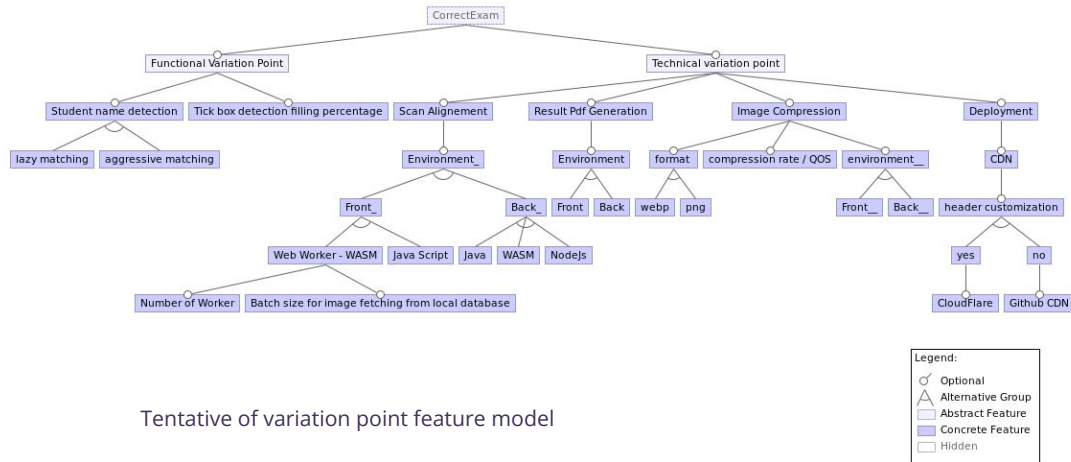 CorrectExam
Functional Variation Point
Technical variation point
Student name detection
Tick box detection filling percentage
Scan Alignement
Result Pdf Generation
Image Compression
Deployment
lazy matching
aggressive matching
Environment_
Environment
format
compression rate / QOS
environment__
CDN
Front_
Back_
Front
Back
webp
png
Front__
Back__
header customization
Web Worker - WASM
Java Script
Java
WASM
NodeJs
yes
no
Number of Worker
Batch size for image fetching from local database
CloudFlare
Github CDN
Legend:
Optional
Alternative Group
Abstract Feature
Concrete Feature
Hidden
Tentative of variation point feature model